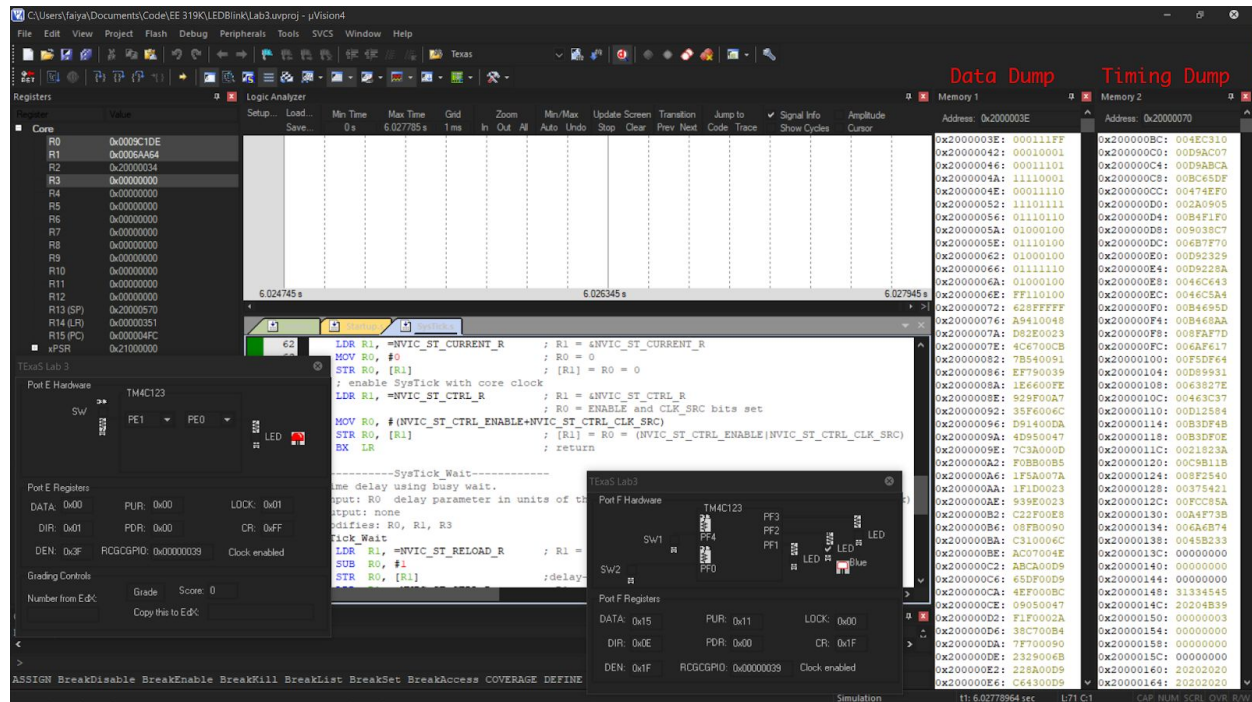 C:\Users\faiya\Documents\Code\EE 319K\LEDBlink\Lab3.uvproj - µVision4
File Edit View Project Flash Debug Peripherals Tools SVCS Window Help
Texas
Data Dump Timing Dump
Registers
Logic Analyzer
Memory 1
Memory 2
Register Value
Core
R0 0x0009C1DE
R1 0x0006AA64
R2 0x20000034
R3 0x00000000
R4 0x00000000
R5 0x00000000
R6 0x00000000
R7 0x00000000
R8 0x00000000
R9 0x00000000
R10 0x00000000
R11 0x00000000
R12 0x00000000
R13 (SP) 0x20000570
R14 (LR) 0x00000351
R15 (PC) 0x000004FC
xPSR 0x21000000
Setup... Load... Min Time Max Time Grid Zoom Min/Max Update Screen Transition Jump to Signal Info Amplitude
Save... 0 s 6.027785 s 1 ms In Out All Auto Undo Stop Clear Prev Next Code Trace Show Cycles Cursor
6.024745 s 6.026345 s 6.027945 s
Startup SysTick.s
62 LDR R1, =NVIC_ST_CURRENT_R ; R1 = &NVIC_ST_CURRENT_R
MOV R0, #0 ; R0 = 0
STR R0, [R1] ; [R1] = R0 = 0
; enable SysTick with core clock
LDR R1, =NVIC_ST_CTRL_R ; R1 = &NVIC_ST_CTRL_R
; R0 = ENABLE and CLK_SRC bits set
MOV R0, #(NVIC_ST_CTRL_ENABLE+NVIC_ST_CTRL_CLK_SRC)
STR R0, [R1] ; [R1] = R0 = (NVIC_ST_CTRL_ENABLE|NVIC_ST_CTRL_CLK_SRC)
BX LR ; return
----------SysTick_Wait------------
me delay using busy wait.
put: R0 delay parameter in units of th
tput: none
difies: R0, R1, R3
Tick_Wait
LDR R1, =NVIC_ST_RELOAD_R ; R1 =
SUB R0, #1
STR R0, [R1] ;delay-
TExaS Lab 3
Port E Hardware
TM4C123
SW PE1 PE0 LED
Port E Registers
DATA: 0x00 PUR: 0x00 LOCK: 0x01
DIR: 0x01 PDR: 0x00 CR: 0xFF
DEN: 0x3F RCGCGPIO: 0x00000039 Clock enabled
Grading Controls
Number from EdX: Grade Score: 0
Copy this to EdX:
TExaS Lab3
Port F Hardware
TM4C123
SW1 PF4 PF3 PF2 PF1 LED
SW2 PF0 LED LED Blue
Port F Registers
DATA: 0x15 PUR: 0x11 LOCK: 0x00
DIR: 0x0E PDR: 0x00 CR: 0x1F
DEN: 0x1F RCGCGPIO: 0x00000039 Clock enabled
Address: 0x2000003E
0x2000003E: 000111FF
0x20000042: 00010001
0x20000046: 00011101
0x2000004A: 11110001
0x2000004E: 00011110
0x20000052: 11101111
0x20000056: 01110110
0x2000005A: 01000100
0x2000005E: 01110100
0x20000062: 01000100
0x20000066: 01111110
0x2000006A: 01000100
0x2000006E: FF110100
0x20000072: 628FFFFF
0x20000076: A9410048
0x2000007A: D82E0023
0x2000007E: 4C6700CB
0x20000082: 7B540091
0x20000086: EF790039
0x2000008A: 1E6600FE
0x2000008E: 929F00A7
0x20000092: 35F6006C
0x20000096: D91400DA
0x2000009A: 4D950047
0x2000009E: 7C3A000D
0x200000A2: F0BB00B5
0x200000A6: 1F5A007A
0x200000AA: 1F1D0023
0x200000AE: 939E0023
0x200000B2: C22F00E8
0x200000B6: 08FB0090
0x200000BA: C310006C
0x200000BE: AC07004E
0x200000C2: ABCA00D9
0x200000C6: 65DF00D9
0x200000CA: 4EF000BC
0x200000CE: 09050047
0x200000D2: F1F0002A
0x200000D6: 38C700B4
0x200000DA: 7F700090
0x200000DE: 2329006B
0x200000E2: 228A00D9
0x200000E6: C64300D9
Address: 0x20000070
0x200000BC: 004EC310
0x200000C0: 00D9AC07
0x200000C4: 00D9ABCA
0x200000C8: 00BC65DF
0x200000CC: 00474EF0
0x200000D0: 002A0905
0x200000D4: 00B4F1F0
0x200000D8: 009038C7
0x200000DC: 006B7F70
0x200000E0: 00D92329
0x200000E4: 00D9228A
0x200000E8: 0046C643
0x200000EC: 0046C5A4
0x200000F0: 00B4695D
0x200000F4: 00B468AA
0x200000F8: 008FAF7D
0x200000FC: 006AF617
0x20000100: 00F5DF64
0x20000104: 00D89931
0x20000108: 0063827E
0x2000010C: 00463C37
0x20000110: 00D12584
0x20000114: 00B3DF4B
0x20000118: 00B3DF0E
0x2000011C: 0021823A
0x20000120: 00C9B11B
0x20000124: 008F2540
0x20000128: 00375421
0x2000012C: 00FCC85A
0x20000130: 00A4F73B
0x20000134: 006A6B74
0x20000138: 0045B233
0x2000013C: 00000000
0x20000140: 00000000
0x20000144: 00000000
0x20000148: 31334545
0x2000014C: 20204B39
0x20000150: 00000003
0x20000154: 00000000
0x20000158: 00000000
0x2000015C: 00000000
0x20000160: 20202020
0x20000164: 20202020
>
ASSIGN BreakDisable BreakEnable BreakKill BreakList BreakSet BreakAccess COVERAGE DEFINE
Simulation t1: 6.02778964 sec L:71 C:1 CAP NUM SCRL OVR R/W